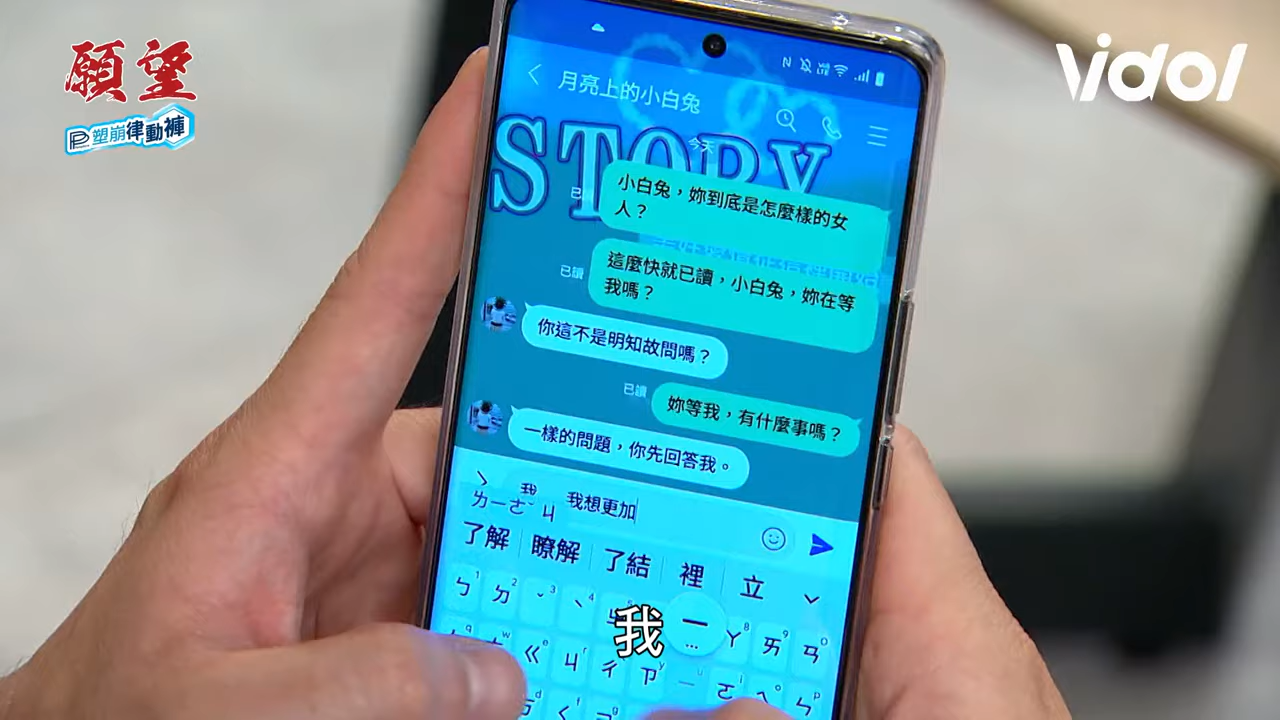 願望
塑崩律動褲
Vidol
月亮上的小白兔
STORY
今天
小白兔，妳到底是怎麼樣的女
人？
已讀
這麼快就已讀，小白兔，妳在等
我嗎？
你這不是明知故問嗎？
已讀
妳等我，有什麼事嗎？
一樣的問題，你先回答我。
我想更加
ㄌㄧㄜˇ ㄐ
了解 瞭解 了結 裡 立
我